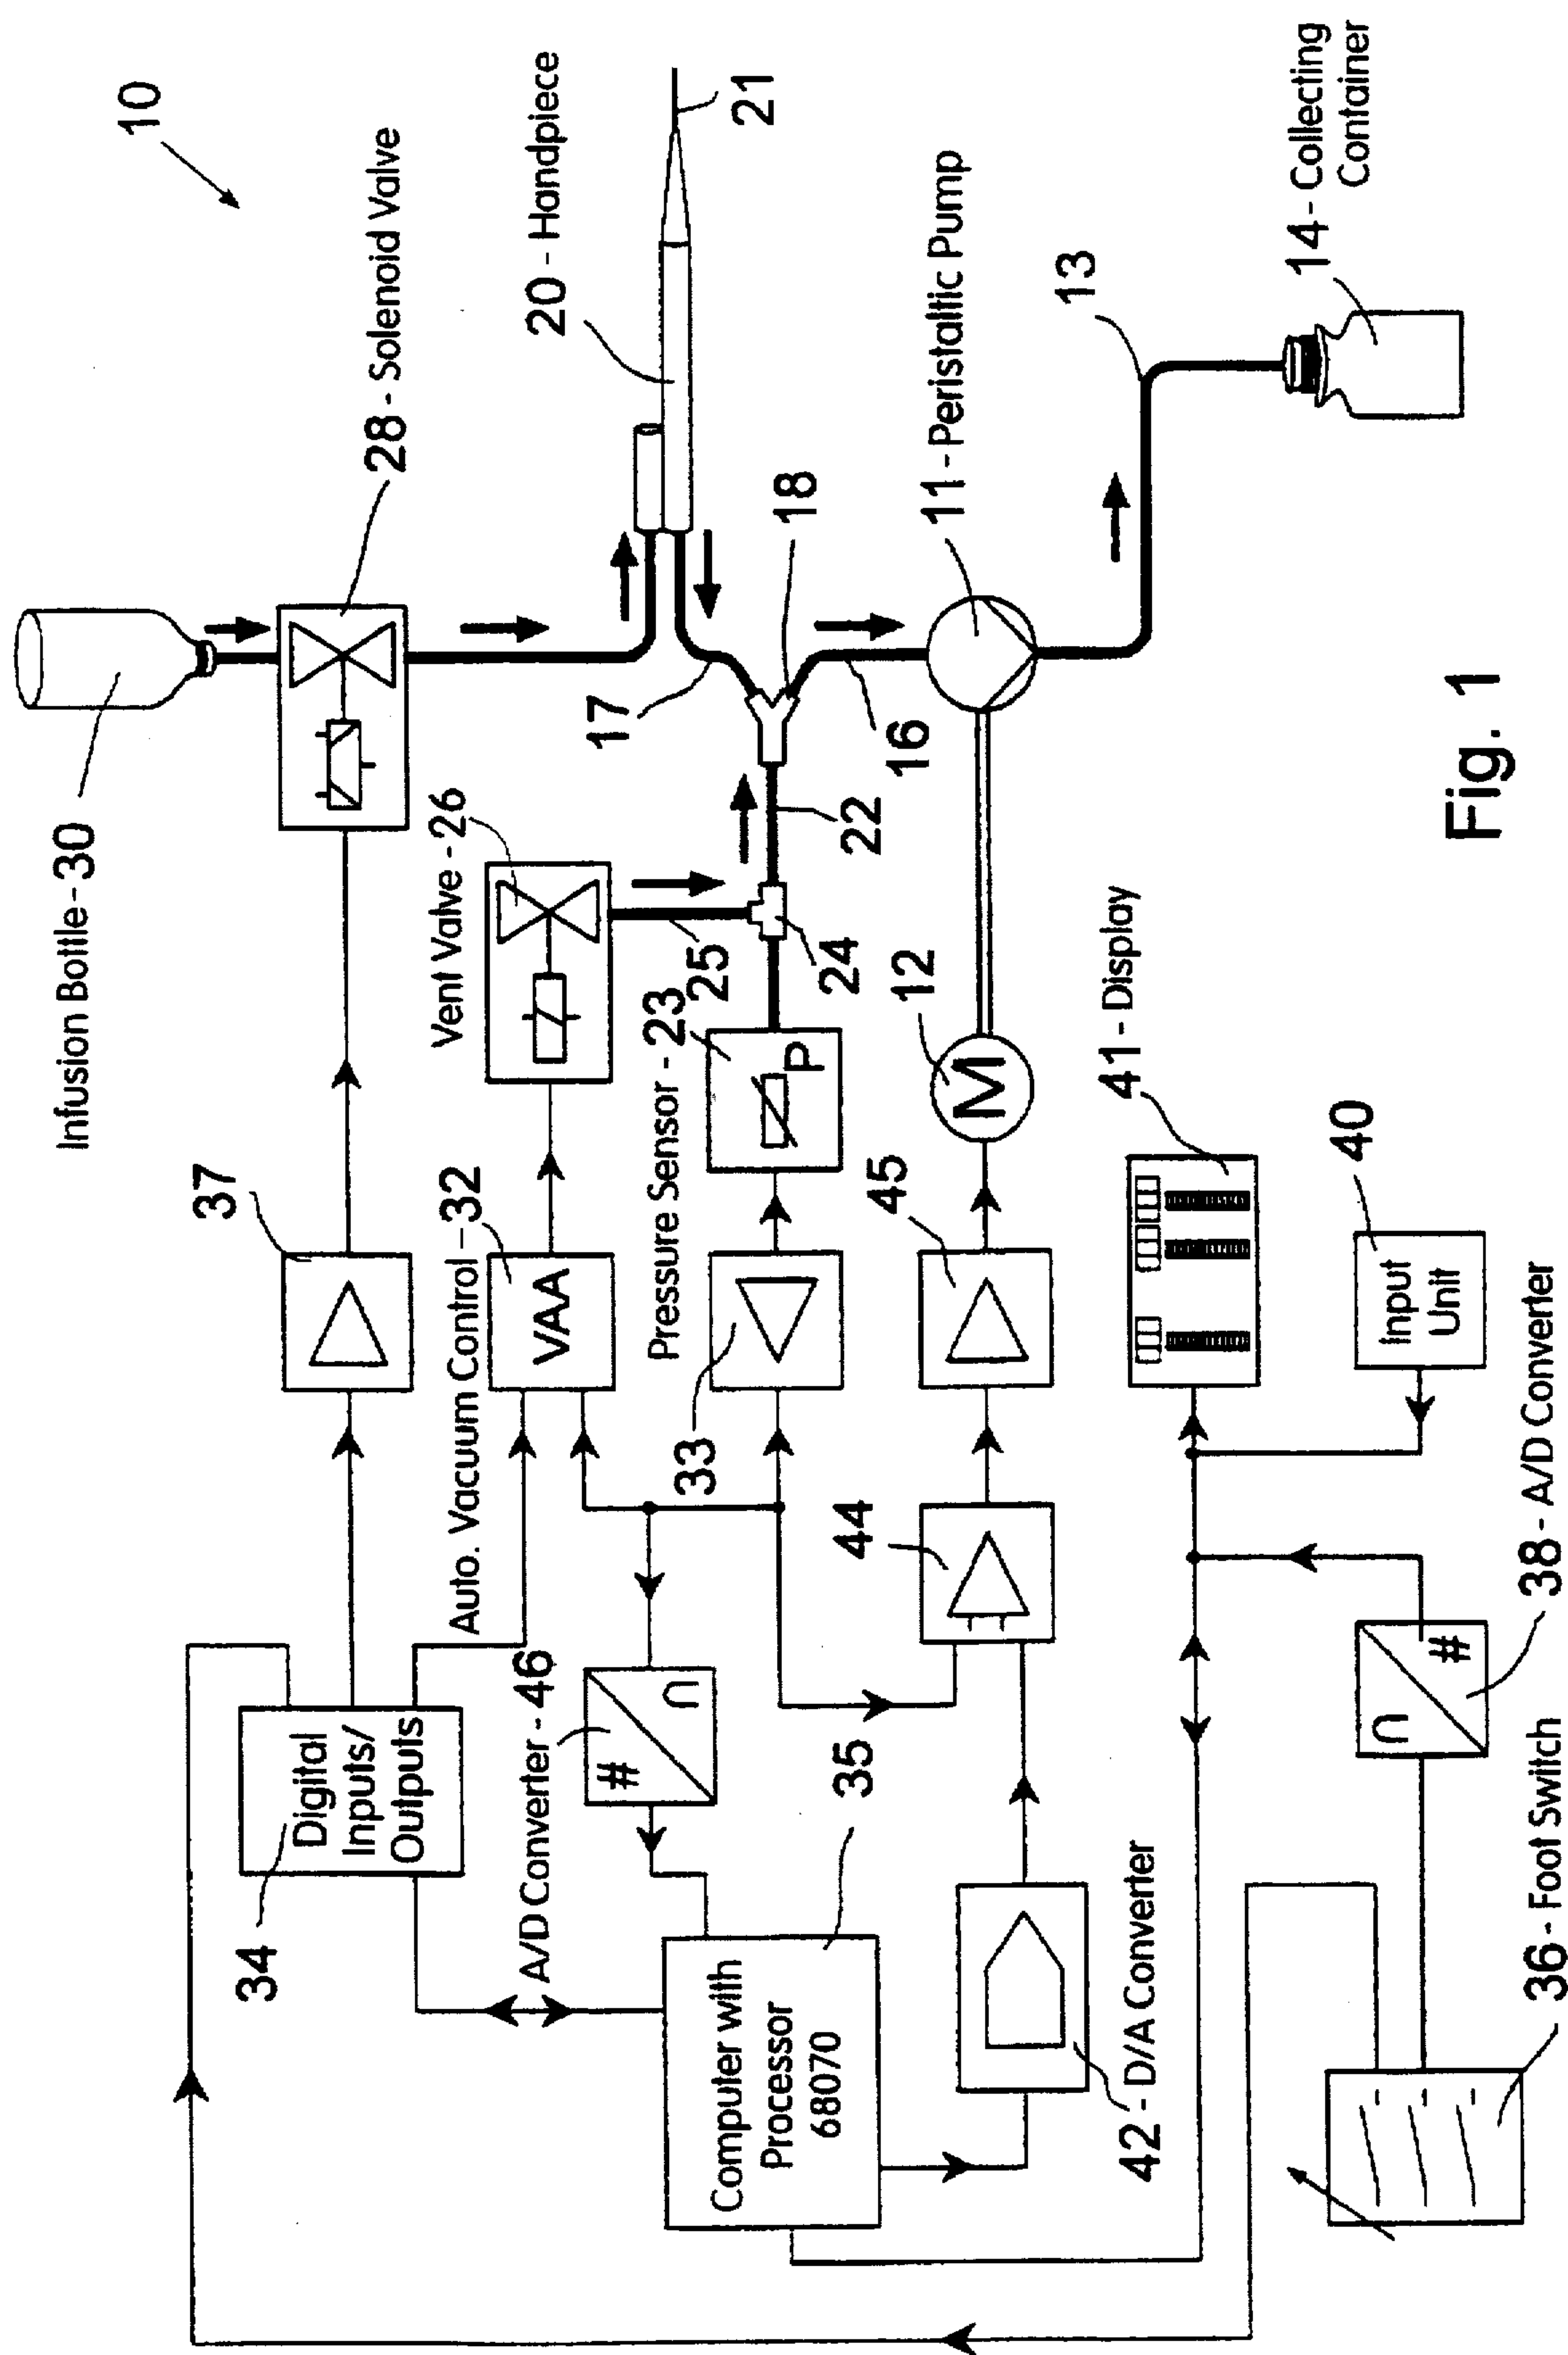 10
Infusion Bottle - 30
28 - Solenoid Valve
20 - Handpiece
21
37
Vent Valve - 26
17
18
Auto. Vacuum Control - 32
VAA
25
22
16
11 - Peristaltic Pump
13
14 - Collecting
Container
Pressure Sensor - 23
P
24
34
Digital
Inputs/
Outputs
33
12
M
A/D Converter - 46
#
U
45
44
41 - Display
35
Computer with
Processor
68070
40
Input
Unit
42 - D/A Converter
U
#
38 - A/D Converter
36 - Foot Switch
Fig. 1